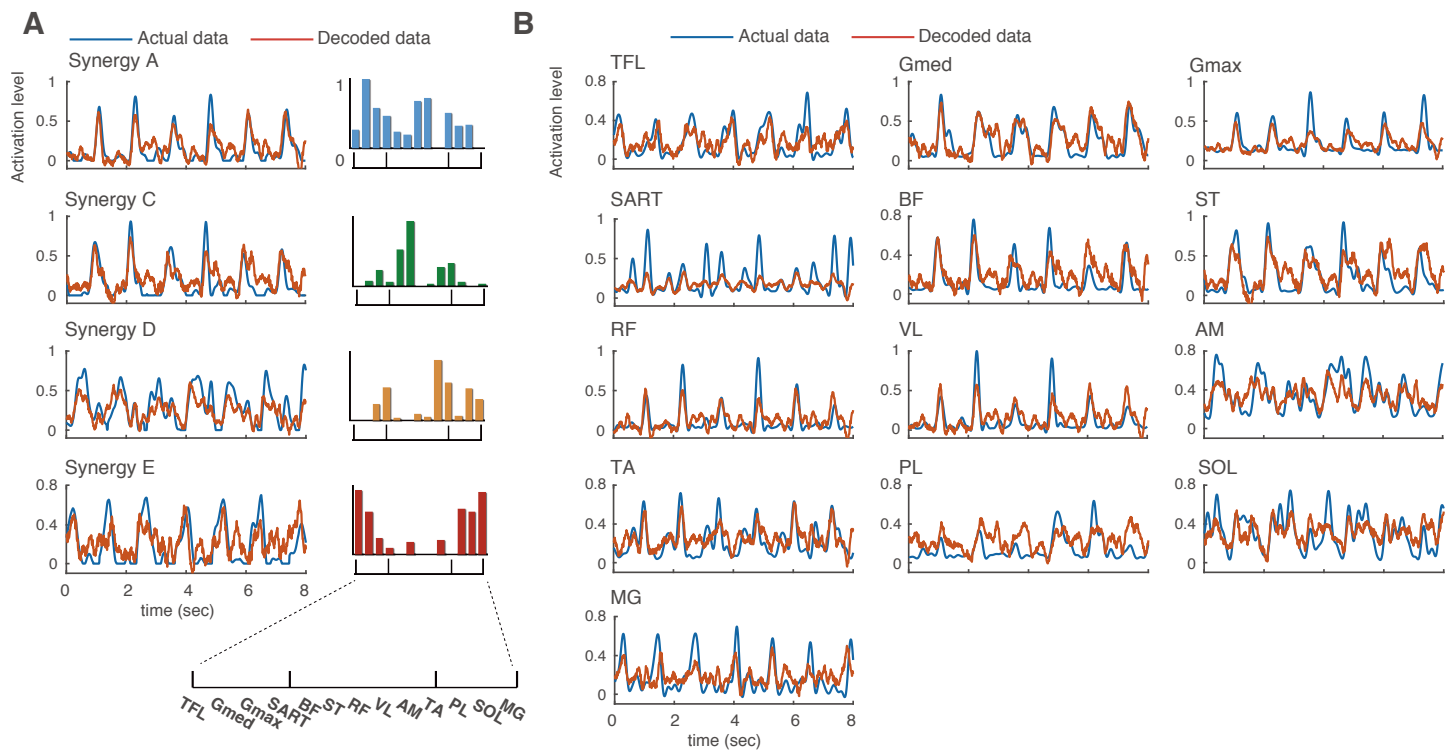 A
Actual data
Decoded data
Synergy A
Activation level
1
0.5
0
1
0
Synergy C
1
0.5
0
Synergy D
1
0.5
0
Synergy E
0.8
0.4
0
0 2 4 6 8
time (sec)
TFL Gmed Gmax SART BF ST RF VL AM TA PL SOL MG
B
Actual data
Decoded data
TFL
Activation level
0.8
0.4
0
Gmed
1
0.5
0
Gmax
1
0.5
0
SART
1
0.5
0
BF
0.8
0.4
0
ST
1
0.5
0
RF
1
0.5
0
VL
1
0.5
0
AM
0.8
0.4
0
TA
0.8
0.4
0
PL
0.8
0.4
0
SOL
0.8
0.4
0
MG
0.8
0.4
0
0 2 4 6 8
time (sec)